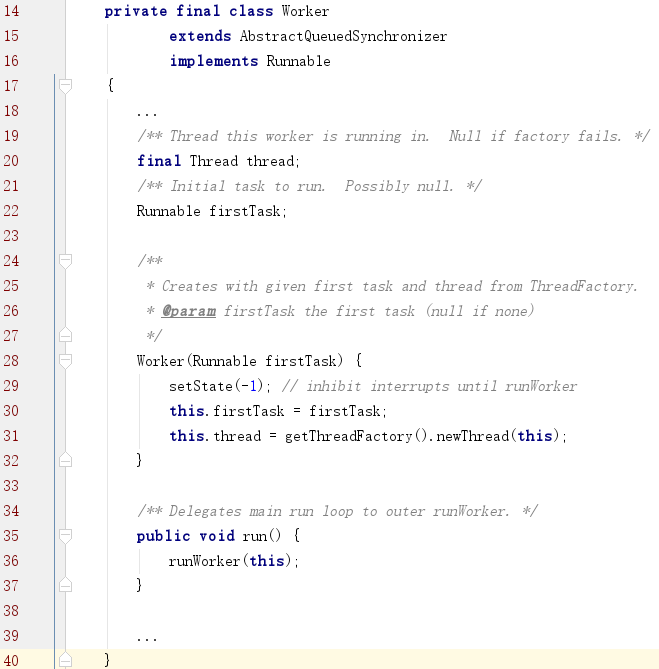 14 private final class Worker
15 extends AbstractQueuedSynchronizer
16 implements Runnable
17 {
18 ...
19 /** Thread this worker is running in.  Null if factory fails. */
20 final Thread thread;
21 /** Initial task to run.  Possibly null. */
22 Runnable firstTask;
23
24 /**
25 * Creates with given first task and thread from ThreadFactory.
26 * @param firstTask the first task (null if none)
27 */
28 Worker(Runnable firstTask) {
29 setState(-1); // inhibit interrupts until runWorker
30 this.firstTask = firstTask;
31 this.thread = getThreadFactory().newThread(this);
32 }
33
34 /** Delegates main run loop to outer runWorker. */
35 public void run() {
36 runWorker(this);
37 }
38
39 ...
40 }